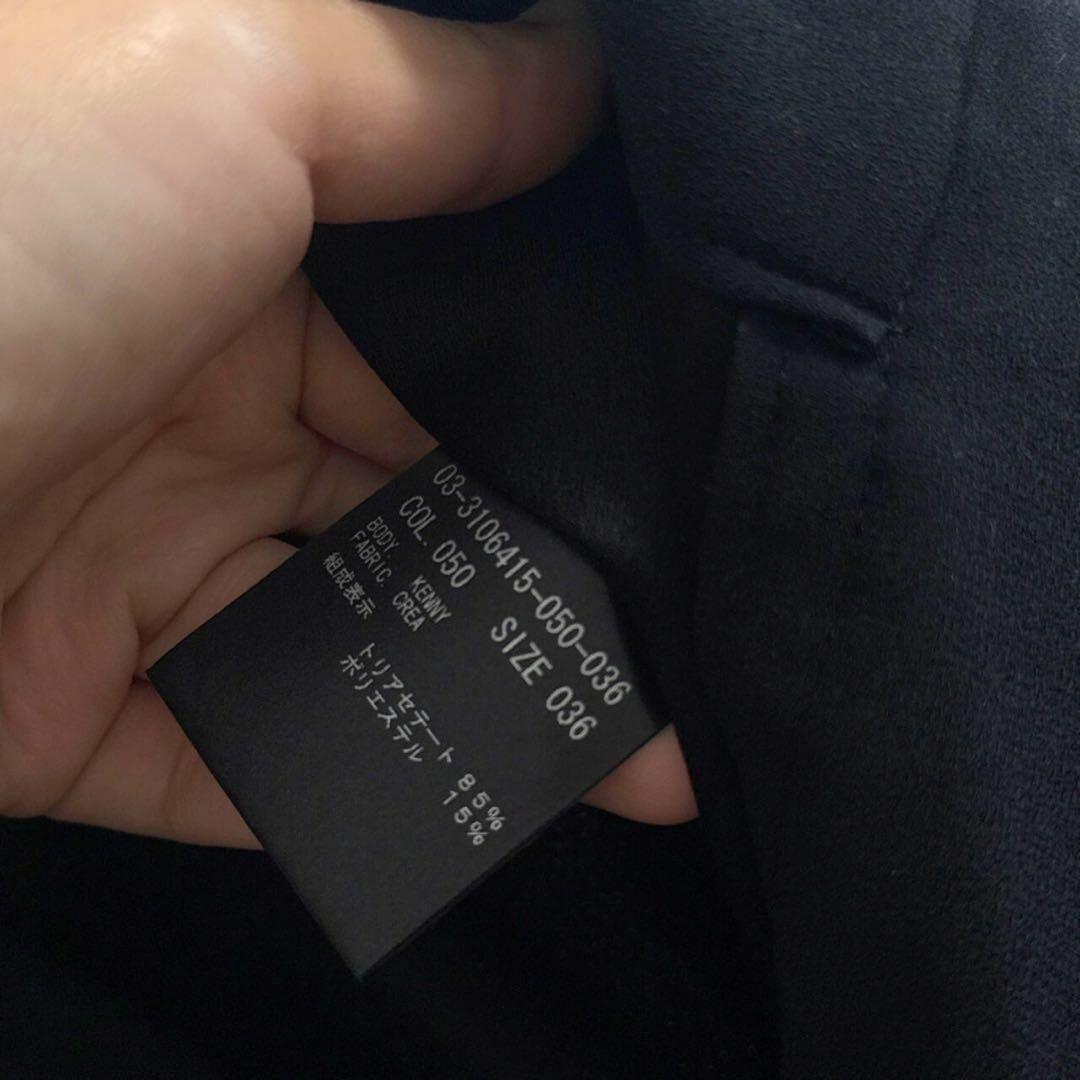 03-3106415-050-036
COL. 050 SIZE 036
BODY. KENNY
FABRIC. CREA
組成表示
トリアセテート 85%
ポリエステル 15%